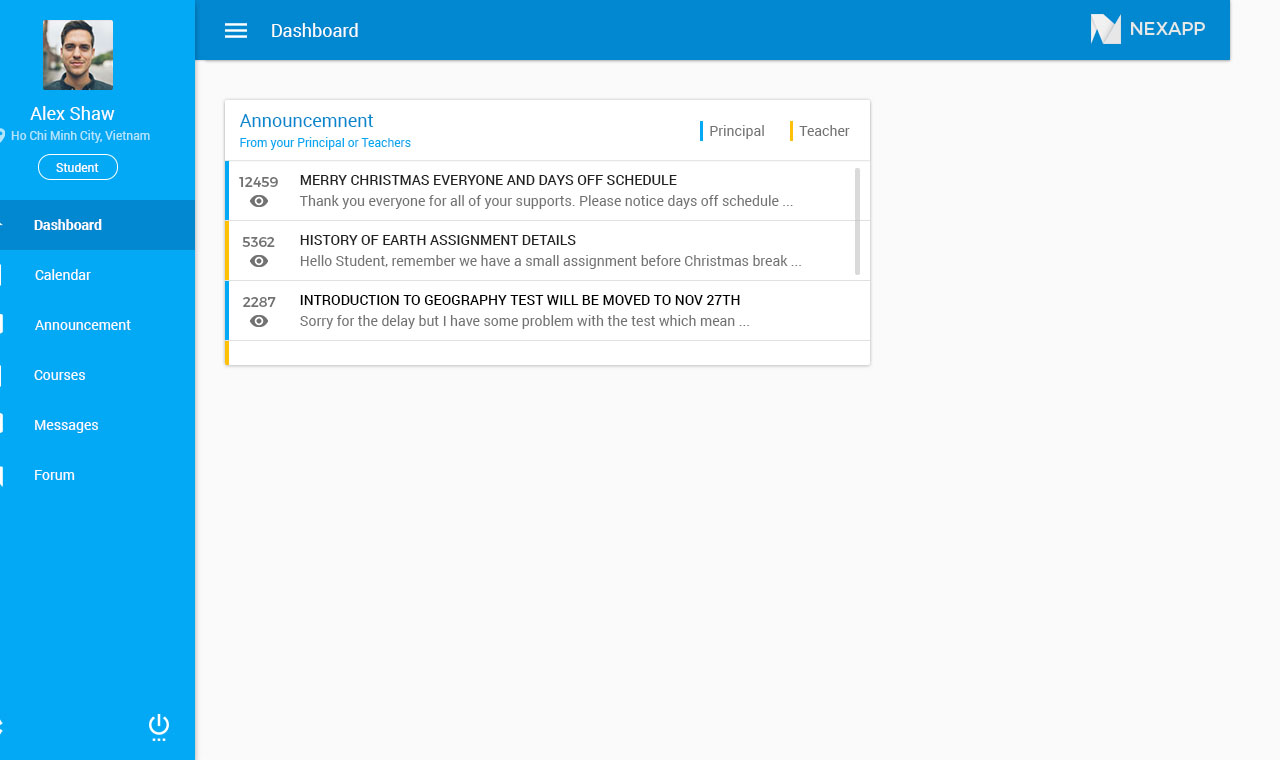 Alex Shaw
Ho Chi Minh City, Vietnam
Student
Dashboard
Calendar
Announcement
Courses
Messages
Forum
Dashboard
NEXAPP
Announcemnent
From your Principal or Teachers
Principal
Teacher
12459
MERRY CHRISTMAS EVERYONE AND DAYS OFF SCHEDULE
Thank you everyone for all of your supports. Please notice days off schedule ...
5362
HISTORY OF EARTH ASSIGNMENT DETAILS
Hello Student, remember we have a small assignment before Christmas break ...
2287
INTRODUCTION TO GEOGRAPHY TEST WILL BE MOVED TO NOV 27TH
Sorry for the delay but I have some problem with the test which mean ...